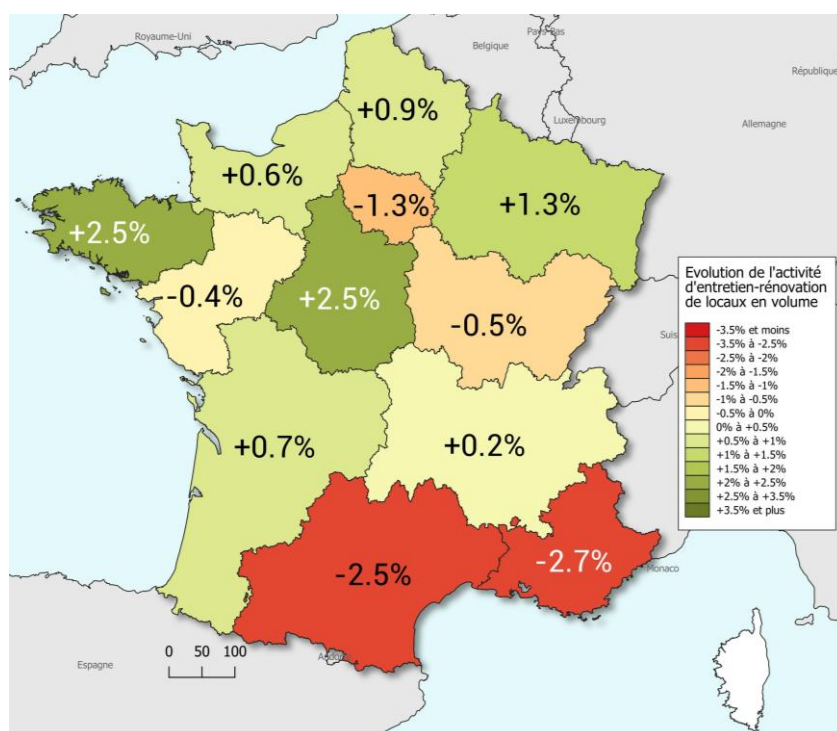 Royaume-Uni
Pays-Bas
Belgique
République
Luxembourg
Allemagne
+0.9%
+0.6%
-1.3%
+1.3%
+2.5%
-0.4%
+2.5%
-0.5%
Suis
+0.7%
+0.2%
-2.5%
-2.7%
Monaco
Espagne
0 50 100
Evolution de l'activité
d'entretien-rénovation
de locaux en volume
-3.5% et moins
-3.5% à -2.5%
-2.5% à -2%
-2% à -1.5%
-1.5% à -1%
-1% à -0.5%
-0.5% à 0%
0% à +0.5%
+0.5% à +1%
+1% à +1.5%
+1.5% à +2%
+2% à +2.5%
+2.5% à +3.5%
+3.5% et plus